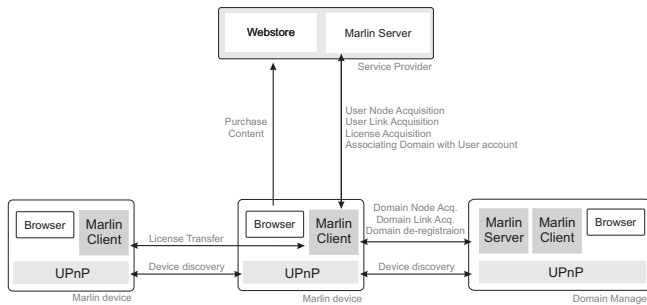 Webstore
Marlin Server
Service Provider
Purchase
Content
User Node Acquisition
User Link Acquisition
License Acquisition
Associating Domain with User account
Browser
Marlin
Client
UPnP
Marlin device
License Transfer
Device discovery
Browser
Marlin
Client
UPnP
Marlin device
Domain Node Acq.
Domain Link Acq.
Domain de-registraion
Device discovery
Marlin
Server
Marlin
Client
Browser
UPnP
Domain Manage